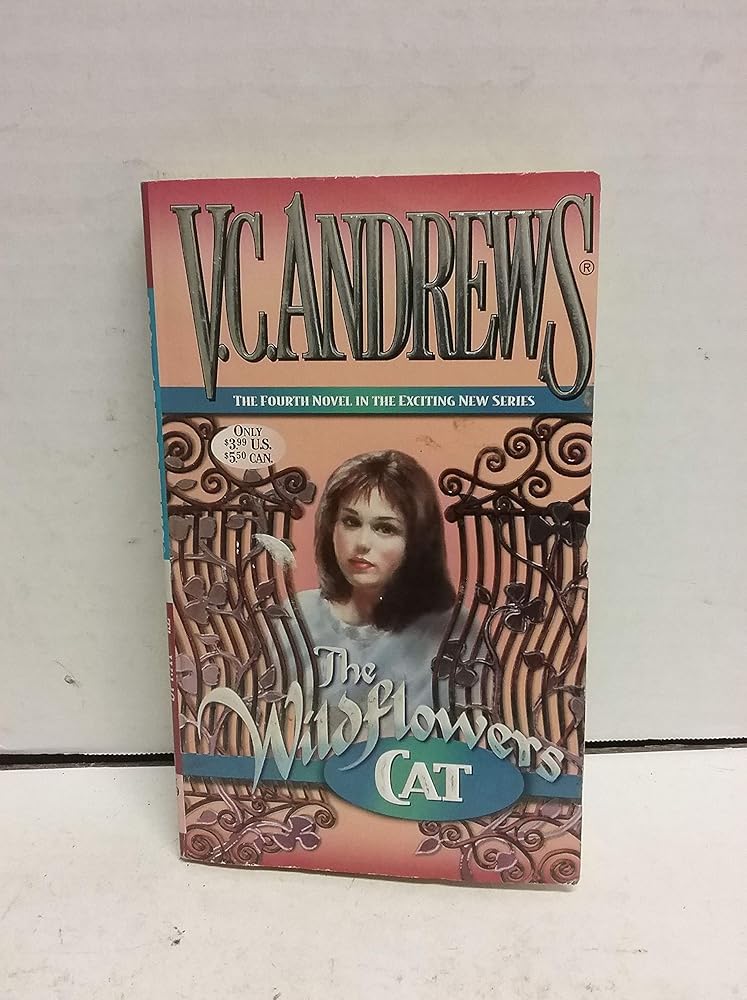 V.C. ANDREWS®
THE FOURTH NOVEL IN THE EXCITING NEW SERIES
ONLY
$3.99 U.S.
$5.50 CAN.
The
Wildflowers
CAT